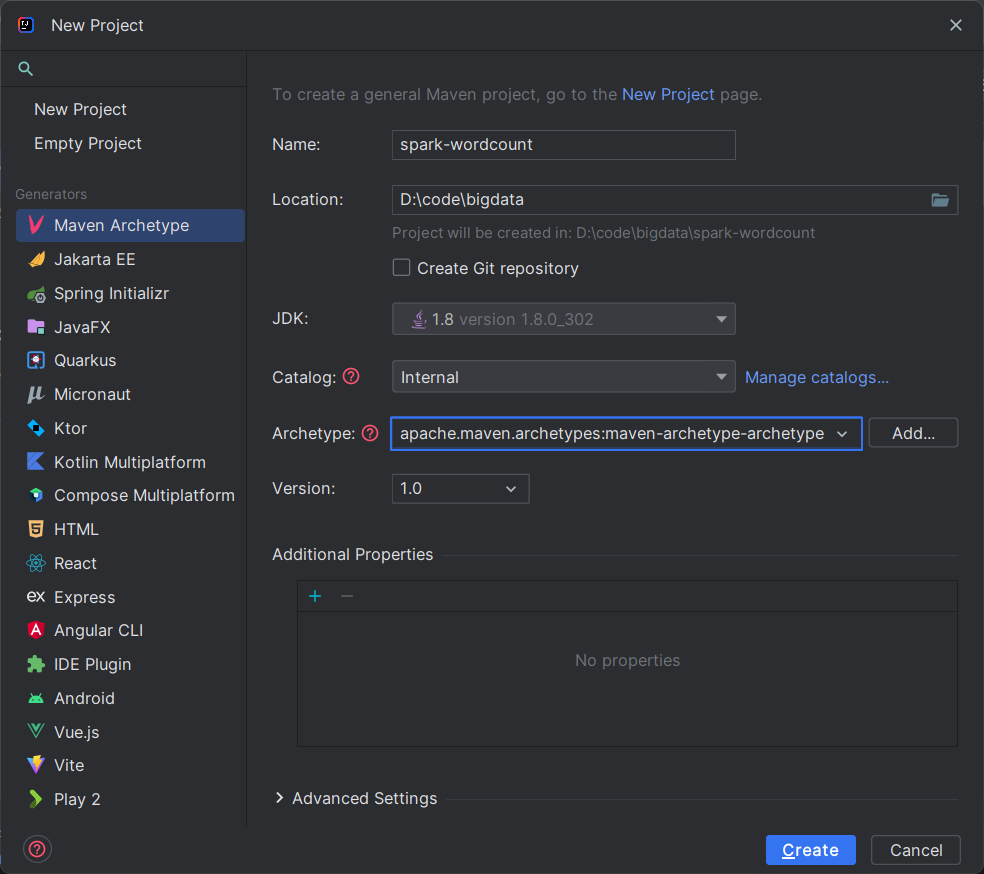 New Project
New Project
Empty Project
Generators
Maven Archetype
Jakarta EE
Spring Initializr
JavaFX
Quarkus
Micronaut
Ktor
Kotlin Multiplatform
Compose Multiplatform
HTML
React
Express
Angular CLI
IDE Plugin
Android
Vue.js
Vite
Play 2
To create a general Maven project, go to the New Project page.
Name: spark-wordcount
Location: D:\code\bigdata
Project will be created in: D:\code\bigdata\spark-wordcount
Create Git repository
JDK: 1.8 version 1.8.0_302
Catalog: Internal Manage catalogs...
Archetype: apache.maven.archetypes:maven-archetype-archetype Add...
Version: 1.0
Additional Properties
No properties
Advanced Settings
Create Cancel